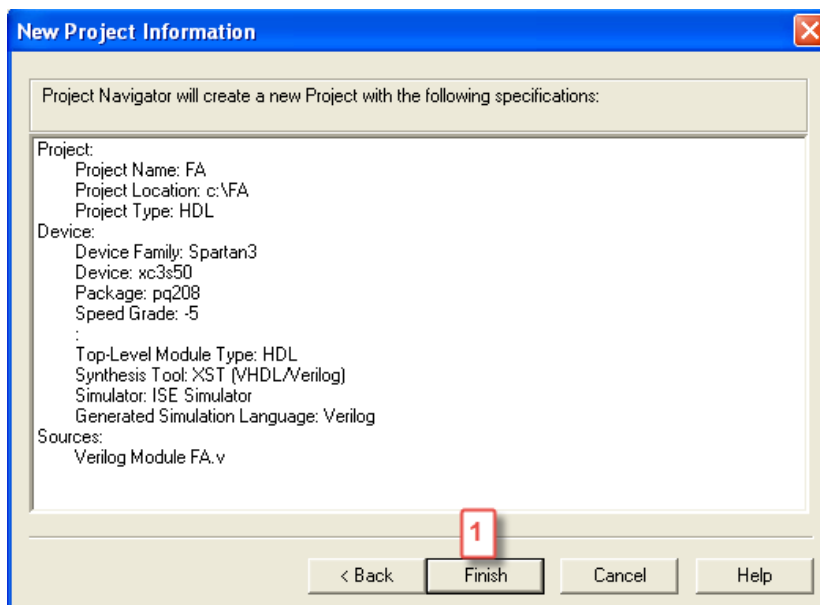 New Project Information
Project Navigator will create a new Project with the following specifications:
Project:
Project Name: FA
Project Location: c:\FA
Project Type: HDL
Device:
Device Family: Spartan3
Device: xc3s50
Package: pq208
Speed Grade: -5
:
Top-Level Module Type: HDL
Synthesis Tool: XST (VHDL/Verilog)
Simulator: ISE Simulator
Generated Simulation Language: Verilog
Sources:
Verilog Module FA.v
1
< Back Finish Cancel Help